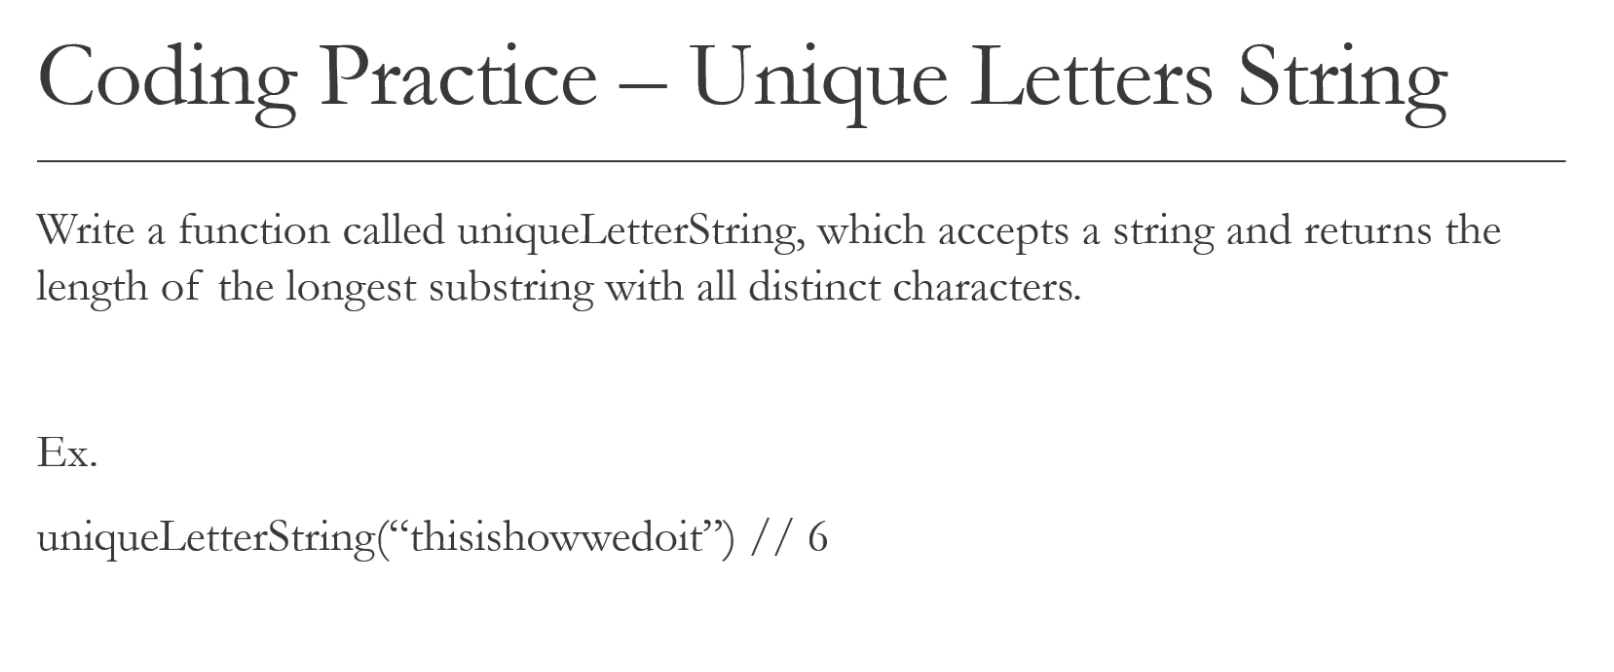 Coding Practice – Unique Letters String
Write a function called uniqueLetterString, which accepts a string and returns the
length of the longest substring with all distinct characters.
Ex.
uniqueLetterString(“thisishowwedoit”) // 6